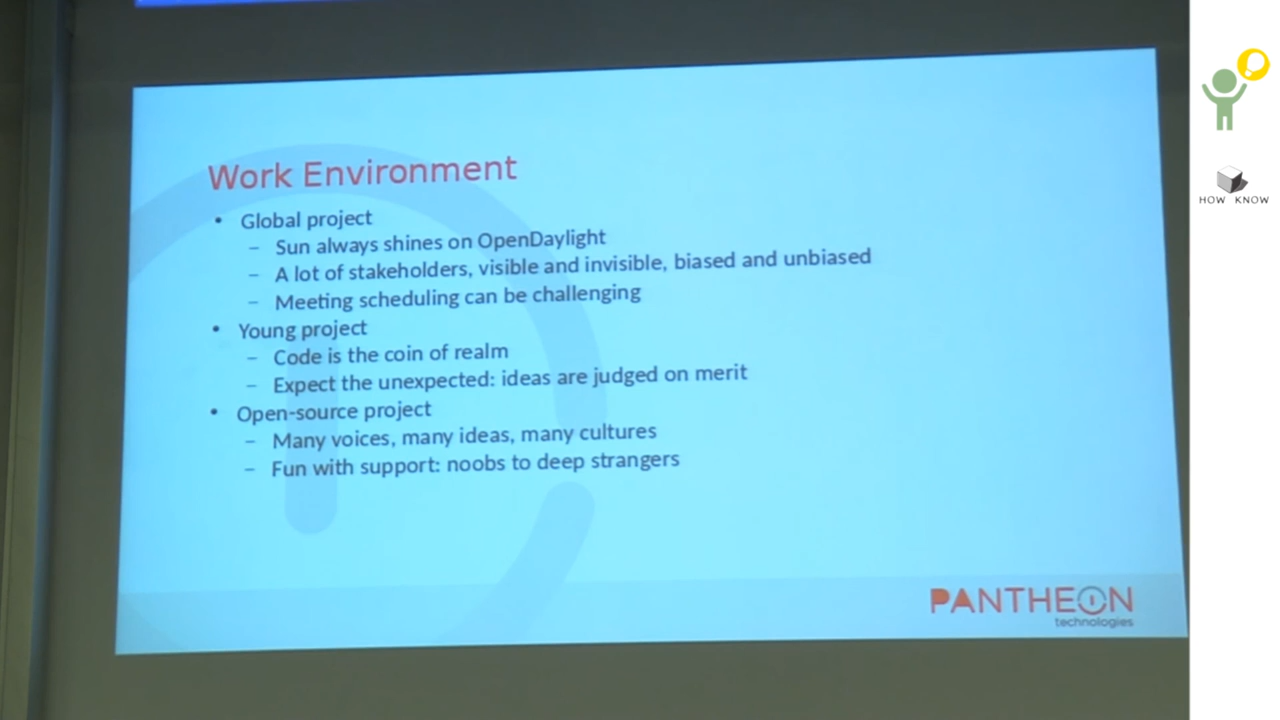 Work Environment
• Global project
– Sun always shines on OpenDaylight
– A lot of stakeholders, visible and invisible, biased and unbiased
– Meeting scheduling can be challenging
• Young project
– Code is the coin of realm
– Expect the unexpected: ideas are judged on merit
• Open-source project
– Many voices, many ideas, many cultures
– Fun with support: noobs to deep strangers
PANTHEON
technologies
HOW KNOW